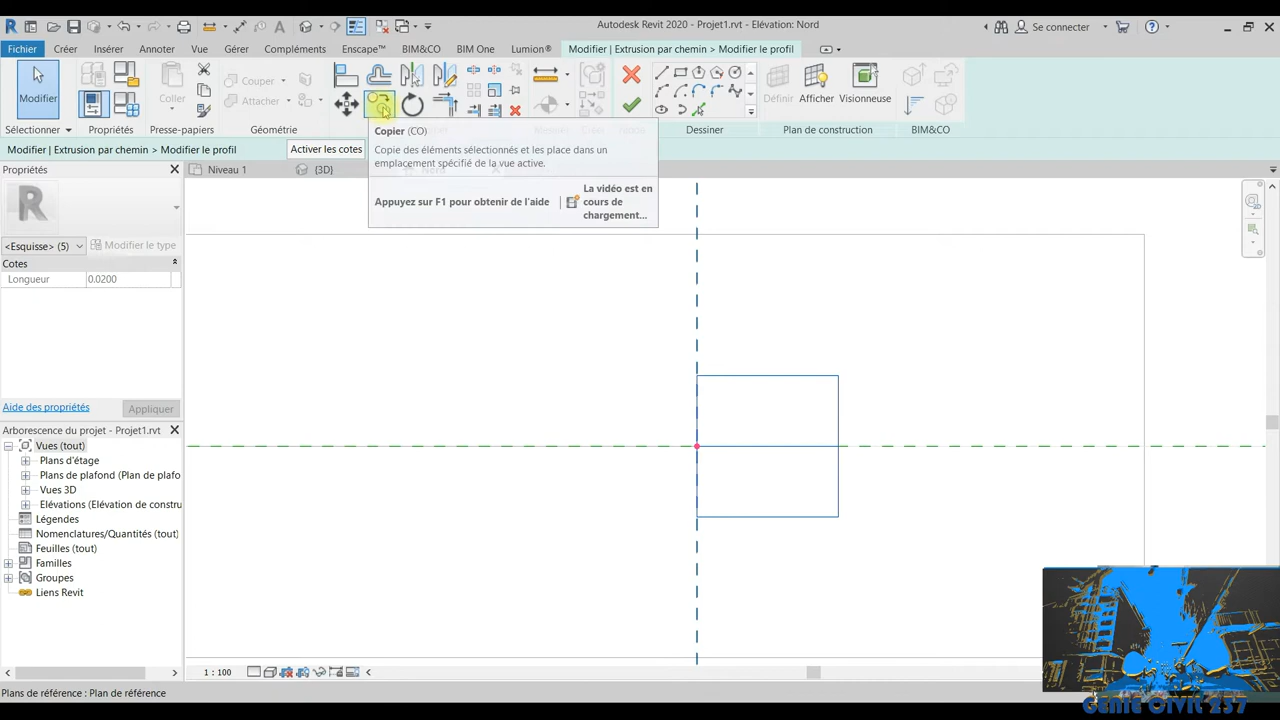 Autodesk Revit 2020 - Projet1.rvt - Elévation: Nord
Se connecter
Fichier
Créer
Insérer
Annoter
Vue
Gérer
Compléments
Enscape™
BIM&CO
BIM One
Lumion®
Modifier | Extrusion par chemin > Modifier le profil
Modifier
Coller
Couper
Attacher
Définir
Afficher
Visionneuse
Sélectionner
Propriétés
Presse-papiers
Géométrie
Dessiner
Plan de construction
BIM&CO
Copier (CO)
Copie des éléments sélectionnés et les place dans un
emplacement spécifié de la vue active.
Appuyez sur F1 pour obtenir de l'aide
La vidéo est en
cours de
chargement...
Modifier | Extrusion par chemin > Modifier le profil
Activer les cotes
Propriétés
Niveau 1
{3D}
<Esquisse> (5)
Modifier le type
Cotes
Longueur
0.0200
Aide des propriétés
Appliquer
Arborescence du projet - Projet1.rvt
Vues (tout)
Plans d'étage
Plans de plafond (Plan de plafo
Vues 3D
Elévations (Elévation de constru
Légendes
Nomenclatures/Quantités (tout)
Feuilles (tout)
Familles
Groupes
Liens Revit
1 : 100
Plans de référence : Plan de référence
GENIE CIVIL 237